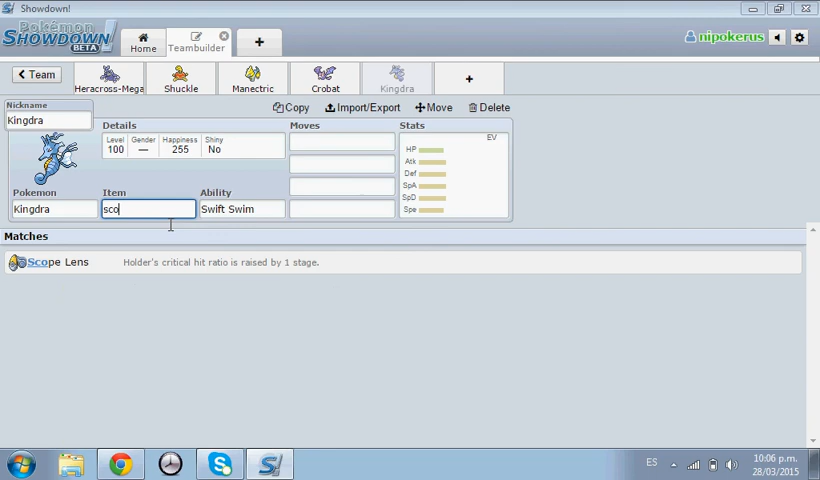 Showdown!
Pokémon
SHOWDOWN!
BETA
Home
Teambuilder
+
nipokerus
< Team
Heracross-Mega
Shuckle
Manectric
Crobat
Kingdra
+
Nickname
Kingdra
Copy
Import/Export
Move
Delete
Details
Level Gender Happiness Shiny
100 — 255 No
Moves
Stats
EV
HP
Atk
Def
SpA
SpD
Spe
Pokemon
Kingdra
Item
sco
Ability
Swift Swim
Matches
Scope Lens Holder's critical hit ratio is raised by 1 stage.
ES
10:06 p.m.
28/03/2015